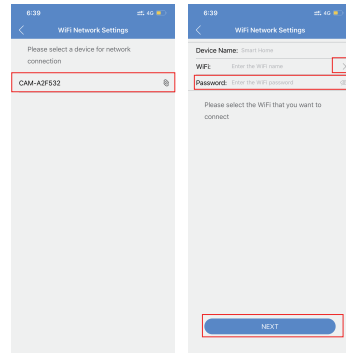 6:39
4G
WiFi Network Settings
Please select a device for network
connection
CAM-A2F532
6:39
4G
WiFi Network Settings
Device Name: Smart Home
WiFi: Enter the WiFi name
Password: Enter the WiFi password
Please select the WiFi that you want to
connect
NEXT